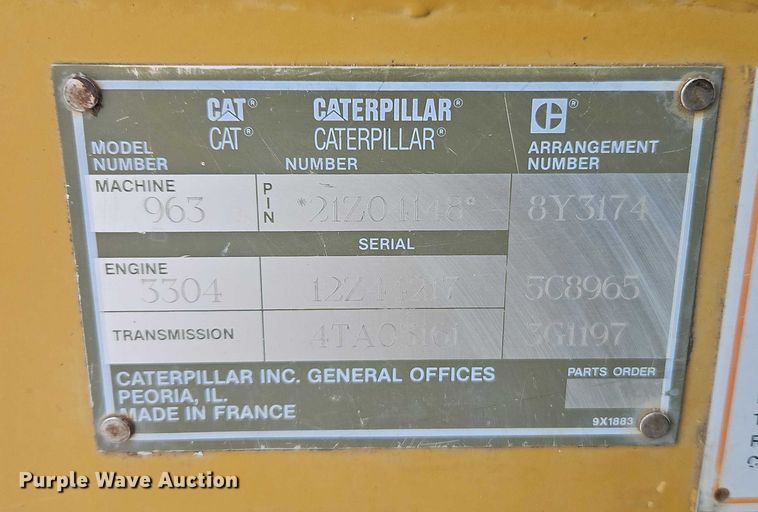 CAT® CATERPILLAR® ®
CAT® CATERPILLAR®
MODEL NUMBER NUMBER ARRANGEMENT NUMBER
MACHINE 963 PIN *21Z04148* 8Y3174
SERIAL
ENGINE 3304 5C8965
TRANSMISSION 3G1197
CATERPILLAR INC. GENERAL OFFICES
PEORIA, IL.
MADE IN FRANCE
PARTS ORDER
9X1883
Purple Wave Auction